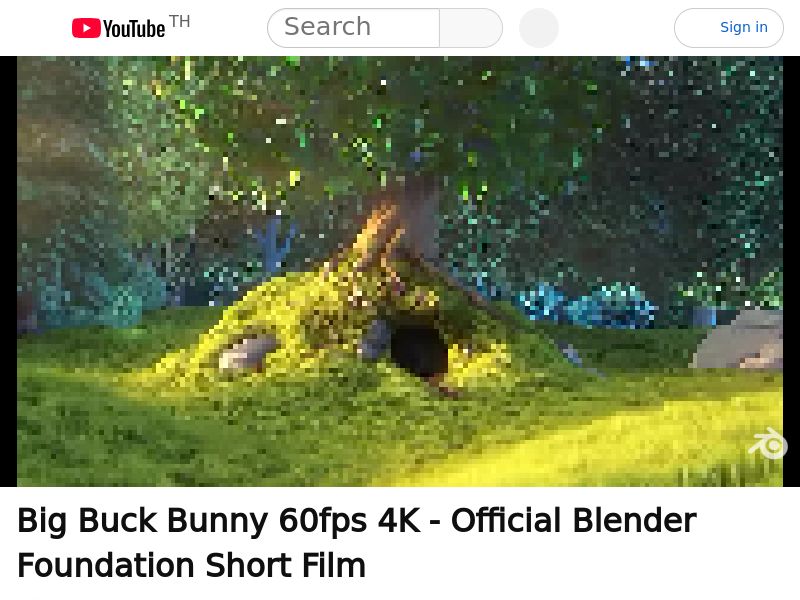 YouTube TH
Search
Sign in
Big Buck Bunny 60fps 4K - Official Blender
Foundation Short Film